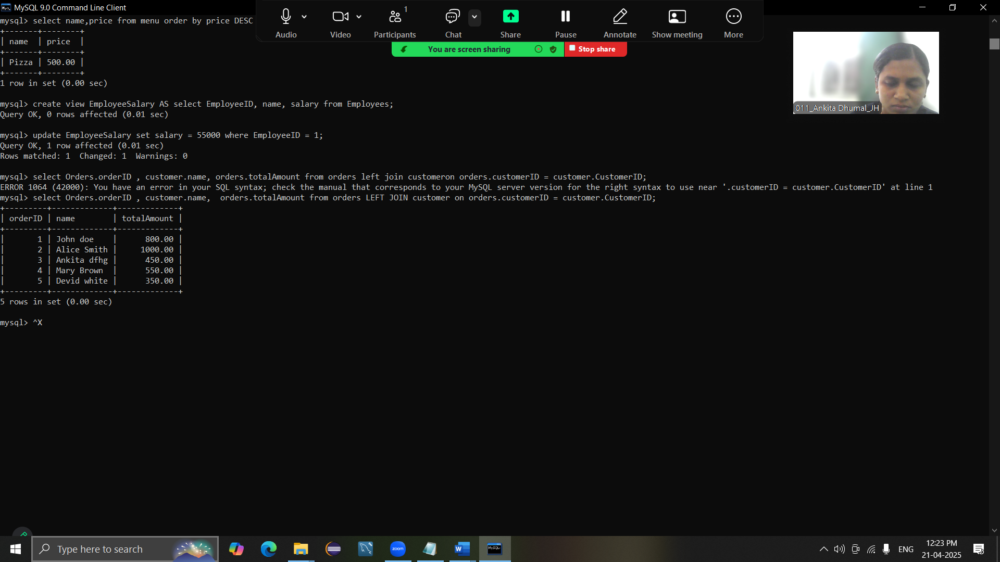 MySQL 9.0 Command Line Client
mysql> select name,price from menu order by price DESC
+-------+--------+
| name  | price  |
+-------+--------+
| Pizza | 500.00 |
+-------+--------+
1 row in set (0.00 sec)
mysql> create view EmployeeSalary AS select EmployeeID, name, salary from Employees;
Query OK, 0 rows affected (0.01 sec)
mysql> update EmployeeSalary set salary = 55000 where EmployeeID = 1;
Query OK, 1 row affected (0.01 sec)
Rows matched: 1  Changed: 1  Warnings: 0
mysql> select Orders.orderID , customer.name, orders.totalAmount from orders left join customeron orders.customerID = customer.CustomerID;
ERROR 1064 (42000): You have an error in your SQL syntax; check the manual that corresponds to your MySQL server version for the right syntax to use near '.customerID = customer.CustomerID' at line 1
mysql> select Orders.orderID , customer.name,  orders.totalAmount from orders LEFT JOIN customer on orders.customerID = customer.CustomerID;
+---------+-------------+-------------+
| orderID | name        | totalAmount |
+---------+-------------+-------------+
|       1 | John doe    |      800.00 |
|       2 | Alice Smith |     1000.00 |
|       3 | Ankita dfhg |      450.00 |
|       4 | Mary Brown  |      550.00 |
|       5 | Devid white |      350.00 |
+---------+-------------+-------------+
5 rows in set (0.00 sec)
mysql> ^X
1
Audio Video Participants Chat Share Pause Annotate Show meeting More
You are screen sharing Stop share
011_Ankita Dhumal_JH
Type here to search
zoom
W
MySQL
ENG
12:23 PM
21-04-2025